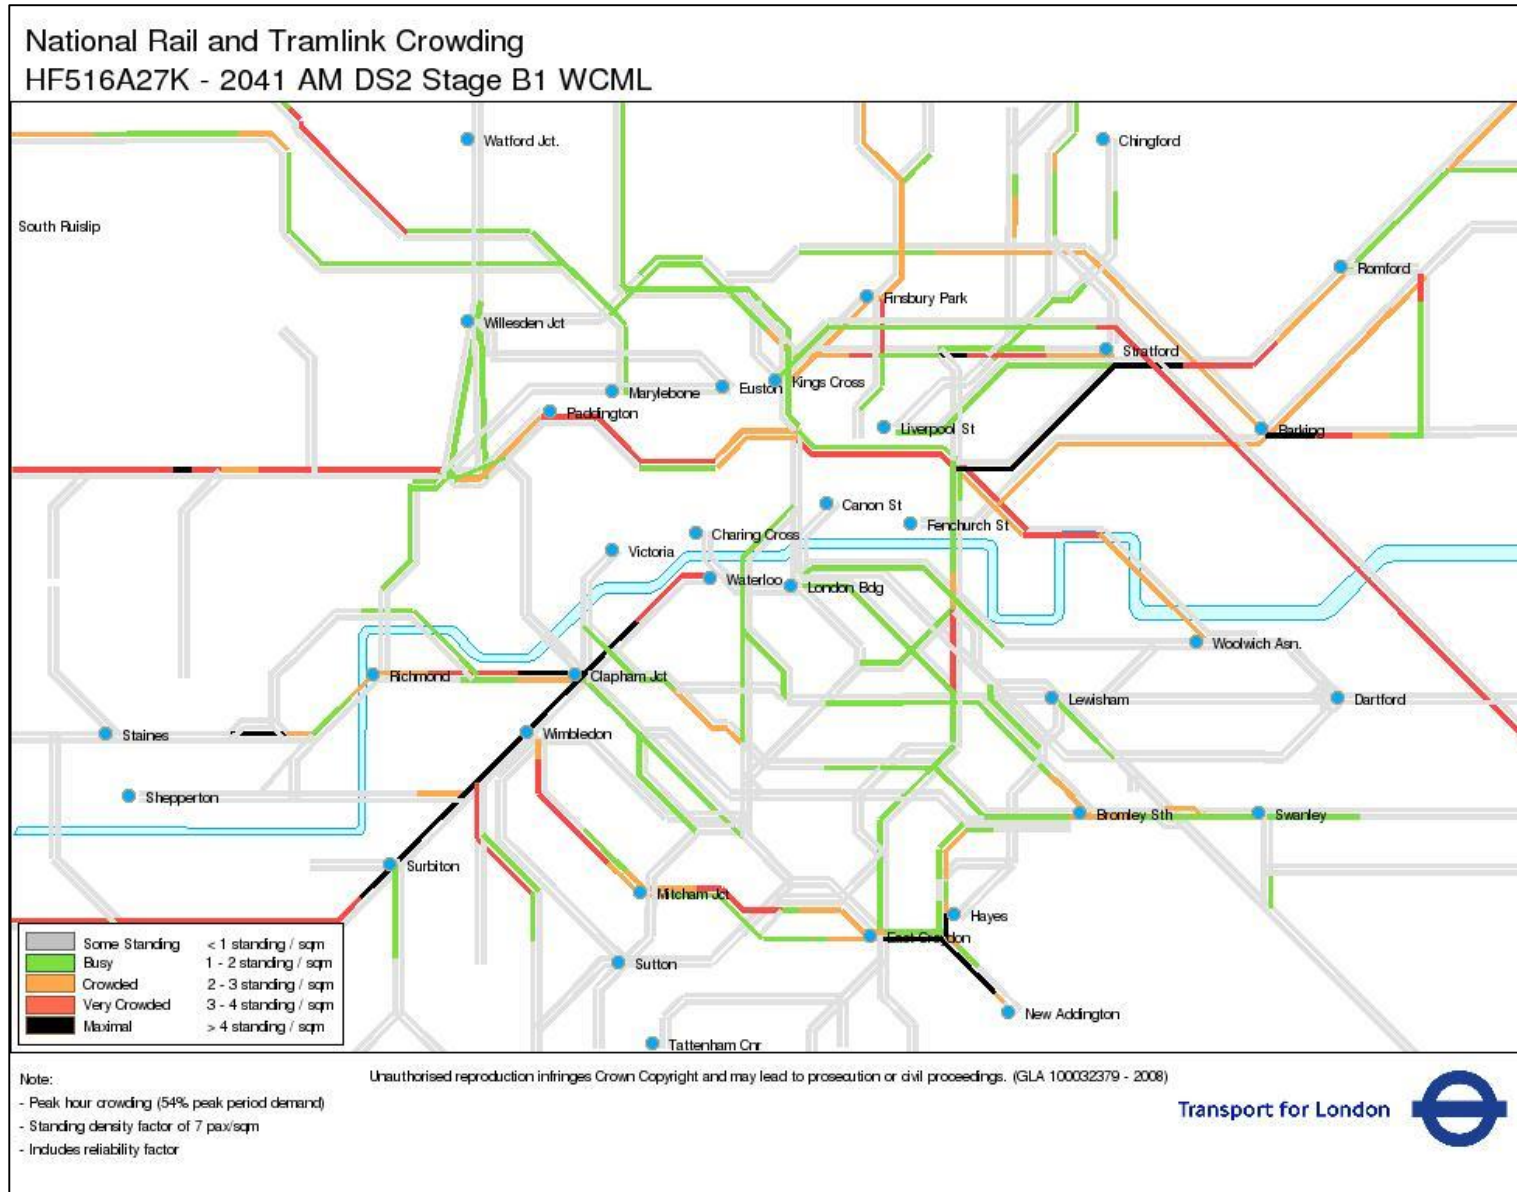 National Rail and Tramlink Crowding
HF516A27K - 2041 AM DS2 Stage B1 WCML
Watford Jct.
Chingford
South Ruislip
Romford
Finsbury Park
Willesden Jct
Stratford
Kings Cross
Euston
Marylebone
Paddington
Liverpool St
Barking
Canon St
Fenchurch St
Charing Cross
Victoria
Waterloo
London Bdg
Woolwich Asn.
Richmond
Clapham Jct
Lewisham
Dartford
Staines
Wimbledon
Shepperton
Bromley Sth
Swanley
Surbiton
Mitcham Jct
Hayes
East Croydon
Sutton
New Addington
Tattenham Cnr
Some Standing < 1 standing / sqm
Busy 1 - 2 standing / sqm
Crowded 2 - 3 standing / sqm
Very Crowded 3 - 4 standing / sqm
Maximal > 4 standing / sqm
Note:
Unauthorised reproduction infringes Crown Copyright and may lead to prosecution or civil proceedings. (GLA 100032379 - 2008)
- Peak hour crowding (54% peak period demand)
- Standing density factor of 7 pax/sqm
- Includes reliability factor
Transport for London